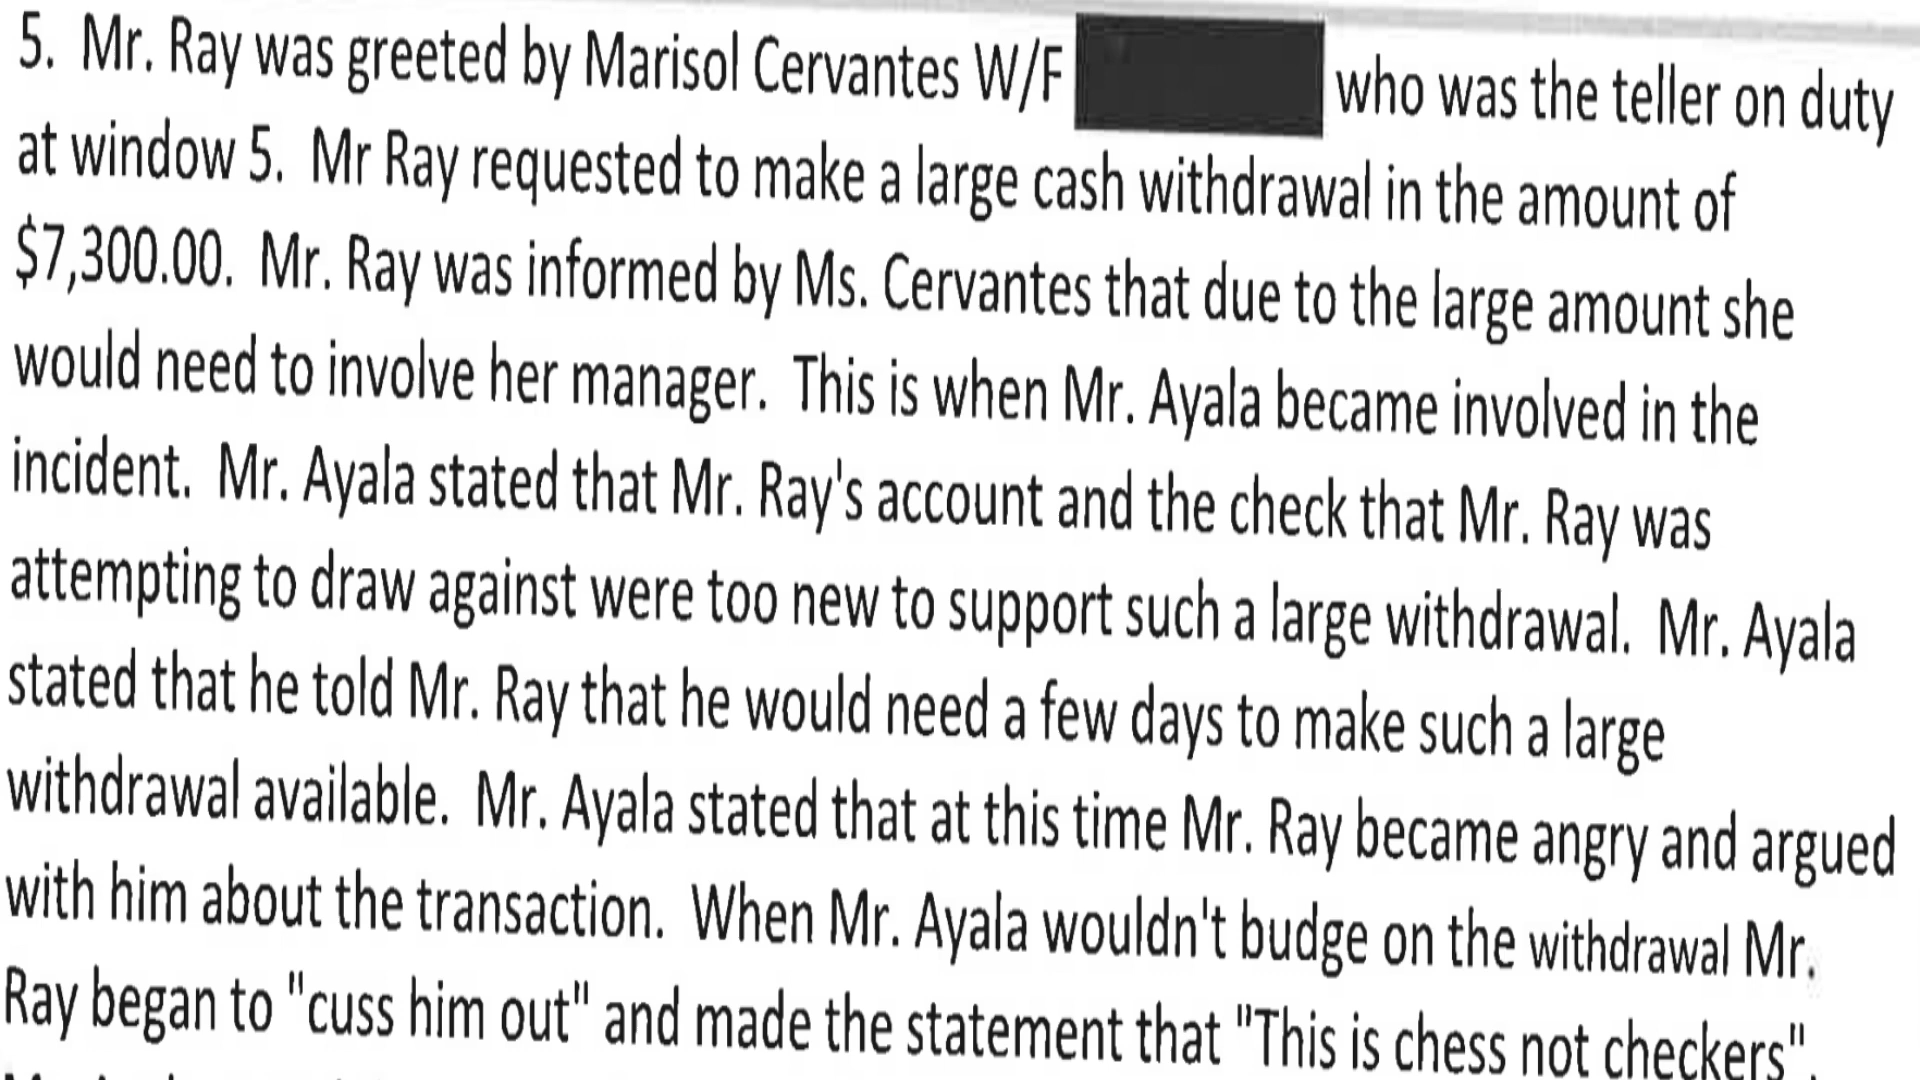 5. Mr. Ray was greeted by Marisol Cervantes W/F who was the teller on duty
at window 5. Mr Ray requested to make a large cash withdrawal in the amount of
$7,300.00. Mr. Ray was informed by Ms. Cervantes that due to the large amount she
would need to involve her manager. This is when Mr. Ayala became involved in the
incident. Mr. Ayala stated that Mr. Ray's account and the check that Mr. Ray was
attempting to draw against were too new to support such a large withdrawal. Mr. Ayala
stated that he told Mr. Ray that he would need a few days to make such a large
withdrawal available. Mr. Ayala stated that at this time Mr. Ray became angry and argued
with him about the transaction. When Mr. Ayala wouldn't budge on the withdrawal Mr.
Ray began to "cuss him out" and made the statement that "This is chess not checkers".